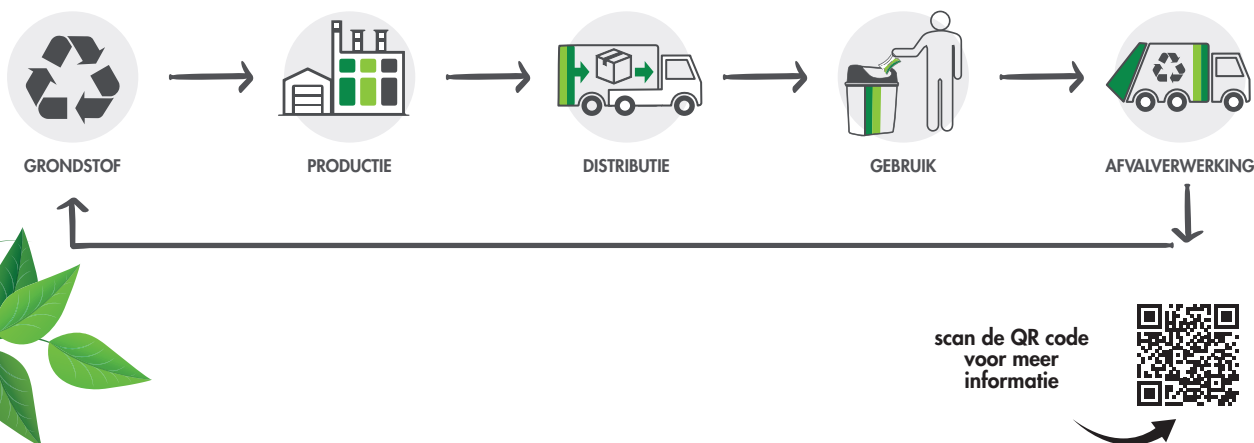 GRONDSTOF
PRODUCTIE
DISTRIBUTIE
GEBRUIK
AFVALVERWERKING
scan de QR code
voor meer
informatie